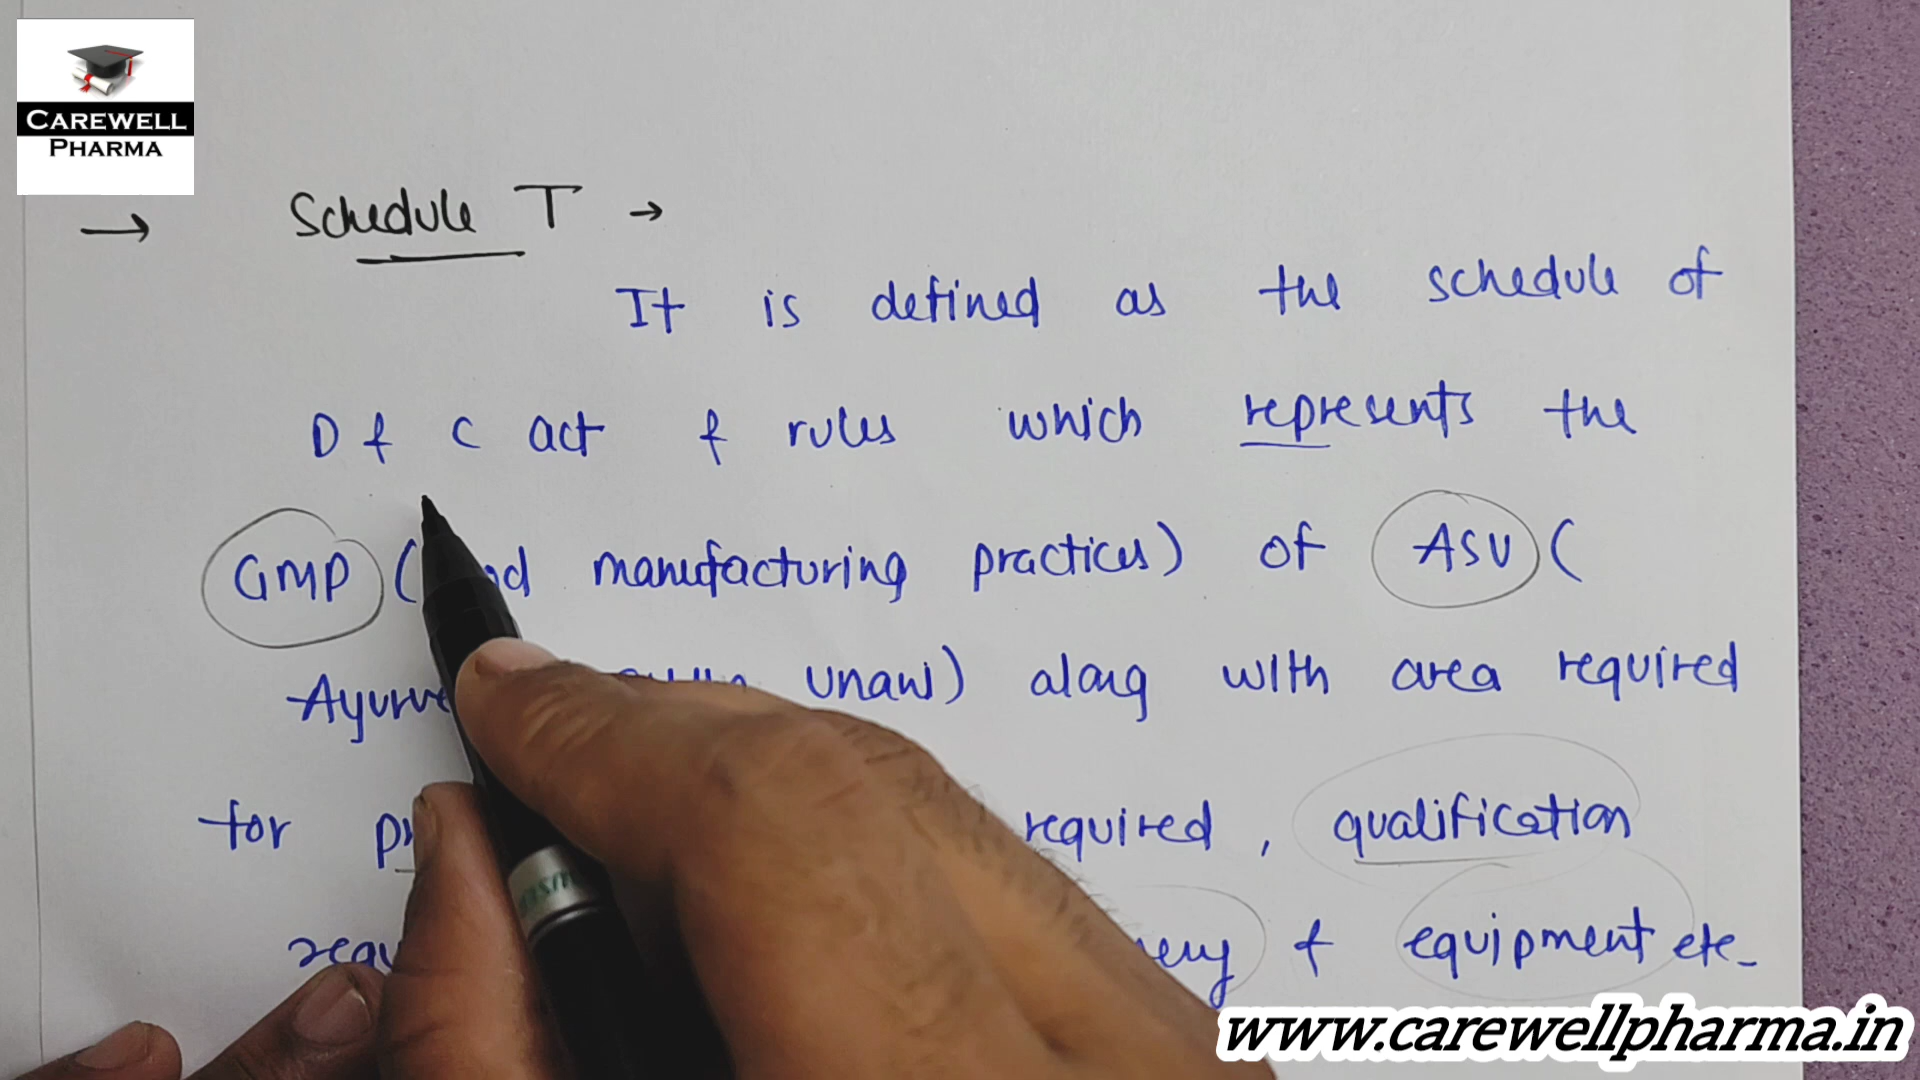 CAREWELL
PHARMA
→ Schedule T →
It is defined as the schedule of
D & C act & rules which represents the
GMP ( manufacturing practices) of ASU (
unani) along with area required
for required , qualification
& equipment etc-
www.carewellpharma.in